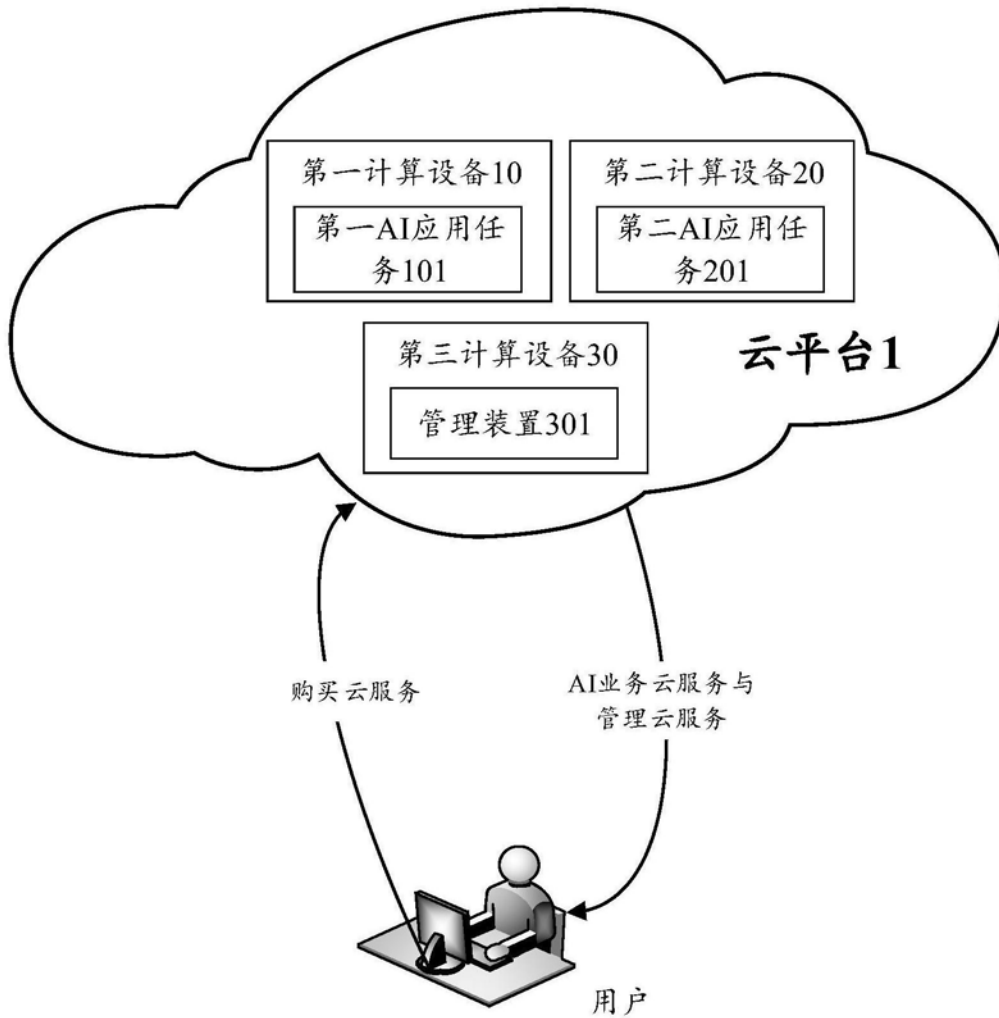 第一计算设备10
第一AI应用任
务101
第二计算设备20
第二AI应用任
务201
第三计算设备30
管理装置301
云平台1
购买云服务
AI业务云服务与
管理云服务
用户